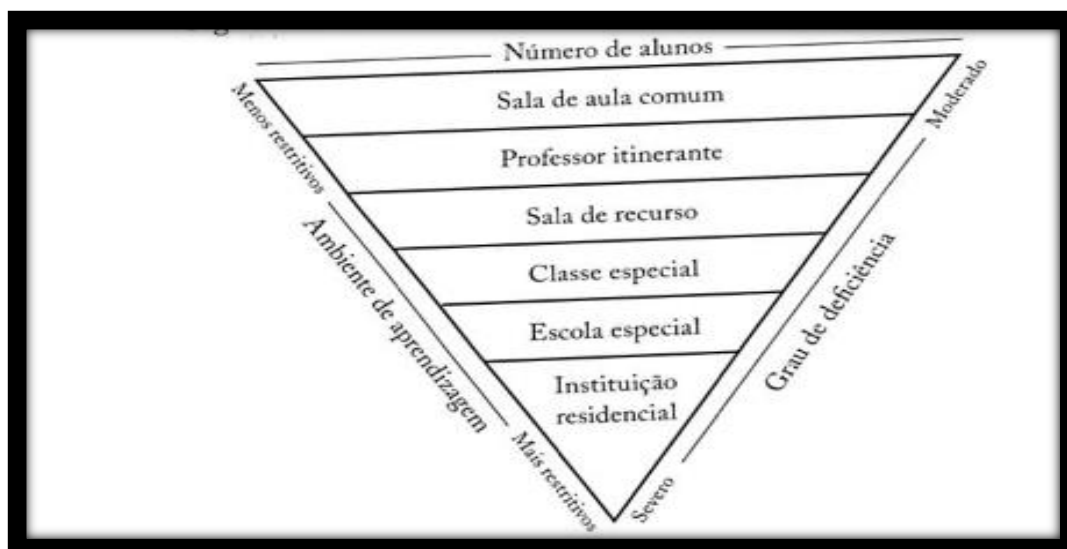 Número de alunos
Sala de aula comum
Professor itinerante
Sala de recurso
Classe especial
Escola especial
Instituição
residencial
Menos restritivos
Ambiente de aprendizagem
Mais restritivos
Moderado
Grau de deficiência
Severo